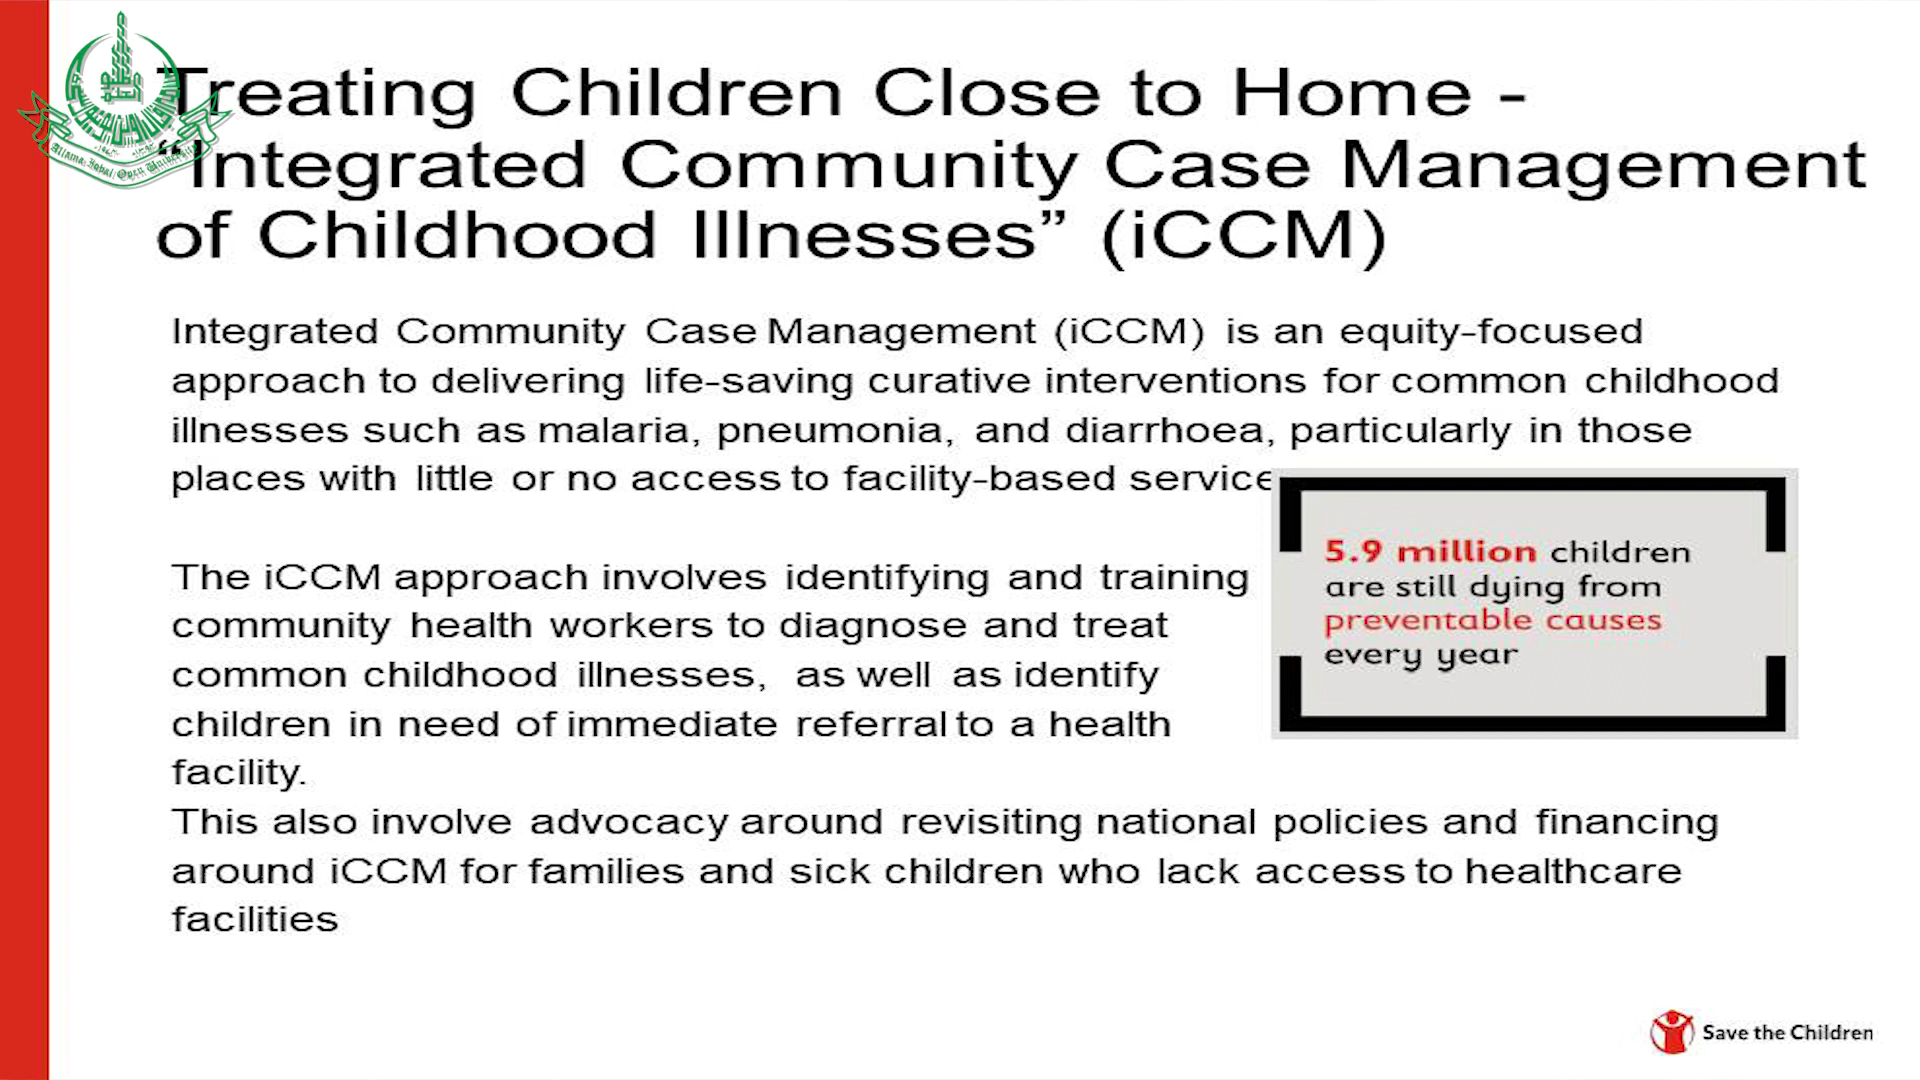 Treating Children Close to Home -
“Integrated Community Case Management
of Childhood Illnesses” (iCCM)
Integrated Community Case Management (iCCM) is an equity-focused
approach to delivering life-saving curative interventions for common childhood
illnesses such as malaria, pneumonia, and diarrhoea, particularly in those
places with little or no access to facility-based service
5.9 million children
are still dying from
preventable causes
every year
The iCCM approach involves identifying and training
community health workers to diagnose and treat
common childhood illnesses, as well as identify
children in need of immediate referral to a health
facility.
This also involve advocacy around revisiting national policies and financing
around iCCM for families and sick children who lack access to healthcare
facilities
Save the Children
Allama Iqbal Open University